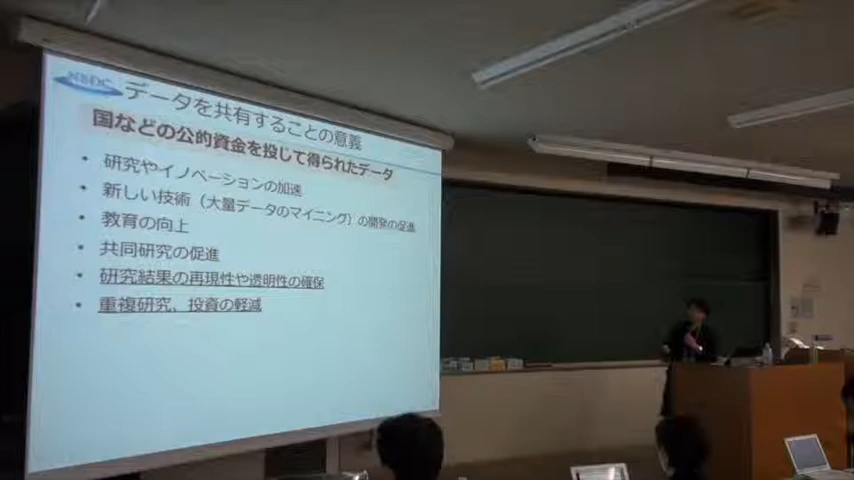 NBDC
データを共有することの意義
国などの公的資金を投じて得られたデータ
• 研究やイノベーションの加速
• 新しい技術（大量データのマイニング）の開発の促進
• 教育の向上
• 共同研究の促進
• 研究結果の再現性や透明性の確保
• 重複研究、投資の軽減